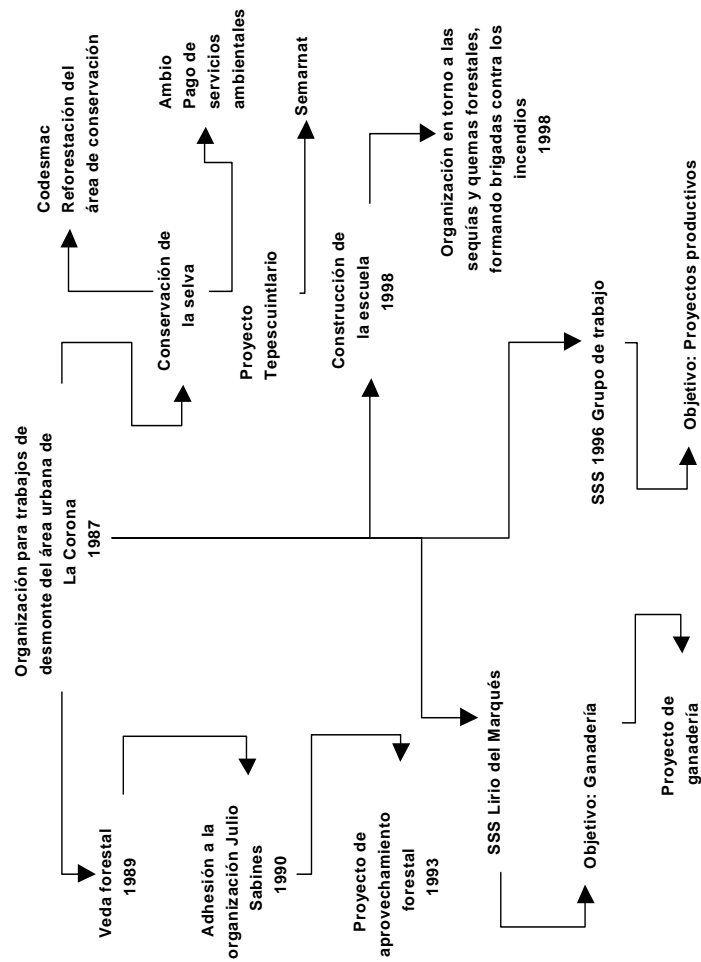 Organización para trabajos de
desmonte del área urbana de
La Corona
1987
Veda forestal
1989
Adhesión a la
organización Julio
Sabines
1990
Proyecto de
aprovechamiento
forestal
1993
SSS Lirio del Marqués
Objetivo: Ganadería
Proyecto de
ganadería
Codesmac
Reforestación del
área de conservación
Conservación de
la selva
Ambio
Pago de
servicios
ambientales
Proyecto
Tepescuintlario
Semarnat
Construcción de
la escuela
1998
Organización en torno a las
sequías y quemas forestales,
formando brigadas contra los
incendios
1998
SSS 1996 Grupo de trabajo
Objetivo: Proyectos productivos